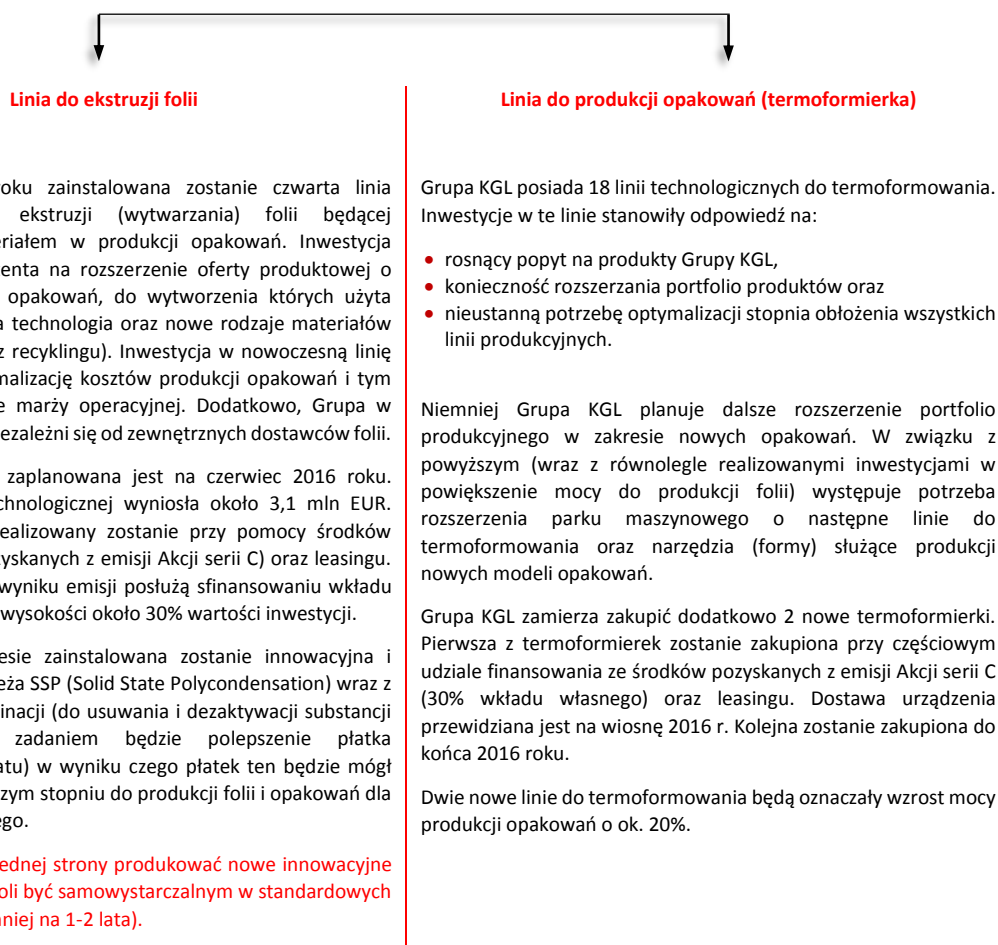 Linia do ekstruzji folii
roku zainstalowana zostanie czwarta linia
ekstruzji (wytwarzania) folii będącej
eriałem w produkcji opakowań. Inwestycja
enta na rozszerzenie oferty produktowej o
opakowań, do wytworzenia których użyta
a technologia oraz nowe rodzaje materiałów
z recyklingu). Inwestycja w nowoczesną linię
malizację kosztów produkcji opakowań i tym
e marży operacyjnej. Dodatkowo, Grupa w
ezależni się od zewnętrznych dostawców folii.
zaplanowana jest na czerwiec 2016 roku.
chnologicznej wyniosła około 3,1 mln EUR.
ealizowany zostanie przy pomocy środków
yskanych z emisji Akcji serii C) oraz leasingu.
wyniku emisji posłużą sfinansowaniu wkładu
wysokości około 30% wartości inwestycji.
esie zainstalowana zostanie innowacyjna i
eża SSP (Solid State Polycondensation) wraz z
inacji (do usuwania i dezaktywacji substancji
zadaniem będzie polepszenie płatka
atu) w wyniku czego płatek ten będzie mógł
zym stopniu do produkcji folii i opakowań dla
ego.
ednej strony produkować nowe innowacyjne
oli być samowystarczalnym w standardowych
niej na 1-2 lata).
Linia do produkcji opakowań (termoformierka)
Grupa KGL posiada 18 linii technologicznych do termoformowania.
Inwestycje w te linie stanowiły odpowiedź na:
• rosnący popyt na produkty Grupy KGL,
• konieczność rozszerzania portfolio produktów oraz
• nieustanną potrzebę optymalizacji stopnia obłożenia wszystkich
linii produkcyjnych.
Niemniej Grupa KGL planuje dalsze rozszerzenie portfolio
produkcyjnego w zakresie nowych opakowań. W związku z
powyższym (wraz z równolegle realizowanymi inwestycjami w
powiększenie mocy do produkcji folii) występuje potrzeba
rozszerzenia parku maszynowego o następne linie do
termoformowania oraz narzędzia (formy) służące produkcji
nowych modeli opakowań.
Grupa KGL zamierza zakupić dodatkowo 2 nowe termoformierki.
Pierwsza z termoformierek zostanie zakupiona przy częściowym
udziale finansowania ze środków pozyskanych z emisji Akcji serii C
(30% wkładu własnego) oraz leasingu. Dostawa urządzenia
przewidziana jest na wiosnę 2016 r. Kolejna zostanie zakupiona do
końca 2016 roku.
Dwie nowe linie do termoformowania będą oznaczały wzrost mocy
produkcji opakowań o ok. 20%.